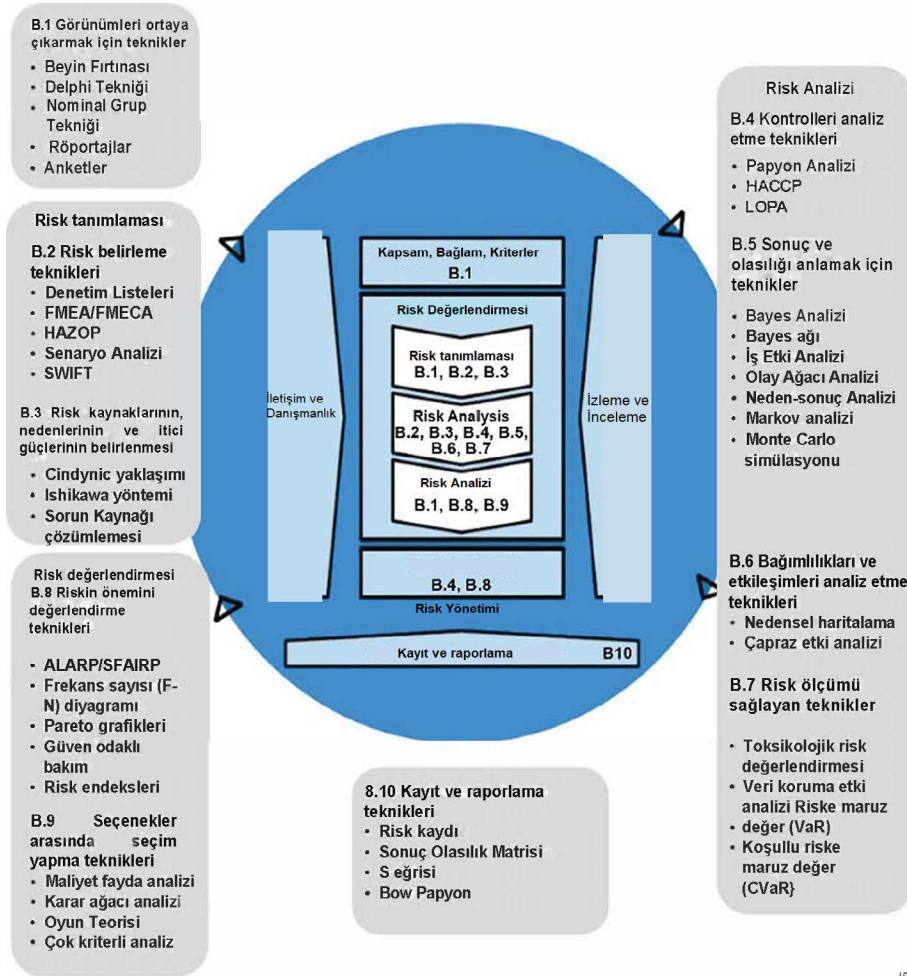 B.1 Görünümleri ortaya
çıkarmak için teknikler
• Beyin Fırtınası
• Delphi Tekniği
• Nominal Grup
Tekniği
• Röportajlar
• Anketler
Risk tanımlaması
B.2 Risk belirleme
teknikleri
• Denetim Listeleri
• FMEA/FMECA
• HAZOP
• Senaryo Analizi
• SWIFT
B.3 Risk kaynaklarının,
nedenlerinin ve itici
güçlerinin belirlenmesi
• Cindynic yaklaşımı
• Ishikawa yöntemi
• Sorun Kaynağı
çözümlemesi
Risk değerlendirmesi
B.8 Riskin önemini
değerlendirme
teknikleri
• ALARP/SFAIRP
• Frekans sayısı (F-
N) diyagramı
• Pareto grafikleri
• Güven odaklı
bakım
• Risk endeksleri
B.9 Seçenekler
arasında seçim
yapma teknikleri
• Maliyet fayda analizi
• Karar ağacı analizi
• Oyun Teorisi
• Çok kriterli analiz
İletişim ve
Danışmanlık
Kapsam, Bağlam, Kriterler
B.1
Risk Değerlendirmesi
Risk tanımlaması
B.1, B.2, B.3
Risk Analysis
B.2, B.3, B.4, B.5,
B.6, B.7
Risk Analizi
B.1, B.8, B.9
B.4, B.8
Risk Yönetimi
Kayıt ve raporlama B10
İzleme ve
İnceleme
8.10 Kayıt ve raporlama
teknikleri
• Risk kaydı
• Sonuç Olasılık Matrisi
• S eğrisi
• Bow Papyon
Risk Analizi
B.4 Kontrolleri analiz
etme teknikleri
• Papyon Analizi
• HACCP
• LOPA
B.5 Sonuç ve
olasılığı anlamak için
teknikler
• Bayes Analizi
• Bayes ağı
• İş Etki Analizi
• Olay Ağacı Analizi
• Neden-sonuç Analizi
• Markov analizi
• Monte Carlo
simülasyonu
B.6 Bağımlılıkları ve
etkileşimleri analiz etme
teknikleri
• Nedensel haritalama
• Çapraz etki analizi
B.7 Risk ölçümü
sağlayan teknikler
• Toksikolojik risk
değerlendirmesi
• Veri koruma etki
analizi Riske maruz
• değer (VaR)
• Koşullu riske
maruz değer
(CVaR}